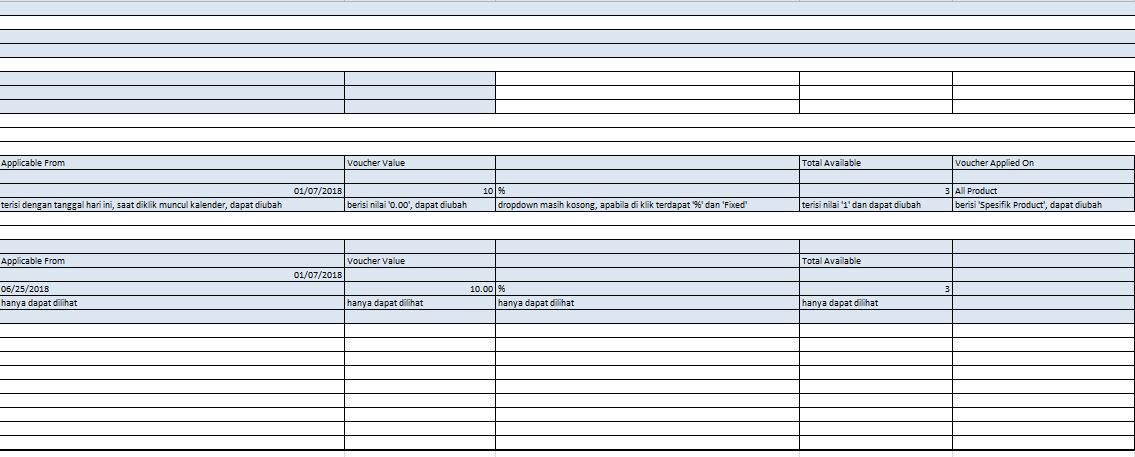 Applicable From Voucher Value Total Available Voucher Applied On
01/07/2018 10 % 3 All Product
terisi dengan tanggal hari ini, saat diklik muncul kalender, dapat diubah berisi nilai '0.00', dapat diubah dropdown masih kosong, apabila di klik terdapat '%' dan 'Fixed' terisi nilai '1' dan dapat diubah berisi 'Spesifik Product', dapat diubah
Applicable From Voucher Value Total Available
01/07/2018
06/25/2018 10.00 % 3
hanya dapat dilihat hanya dapat dilihat hanya dapat dilihat hanya dapat dilihat